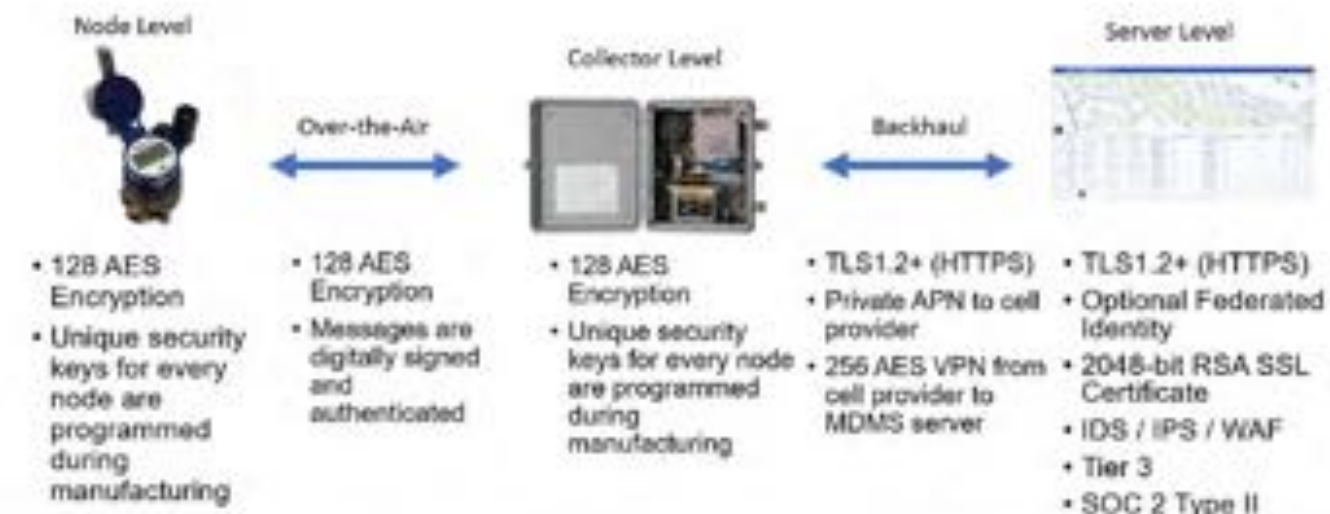 Node Level
Over-the-Air
Collector Level
Backhaul
Server Level
• 128 AES
Encryption
• Unique security
keys for every
node are
programmed
during
manufacturing
• 128 AES
Encryption
• Messages are
digitally signed
and
authenticated
• 128 AES
Encryption
• Unique security
keys for every node
are programmed
during
manufacturing
• TLS1.2+ (HTTPS)
• Private APN to cell
provider
• 256 AES VPN from
cell provider to
MDMS server
• TLS1.2+ (HTTPS)
• Optional Federated
Identity
• 2048-bit RSA SSL
Certificate
• IDS / IPS / WAF
• Tier 3
• SOC 2 Type II